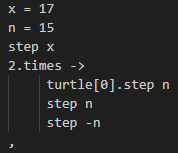 x = 17
n = 15
step x
2.times ->
    turtle[0].step n
    step n
    step -n
,